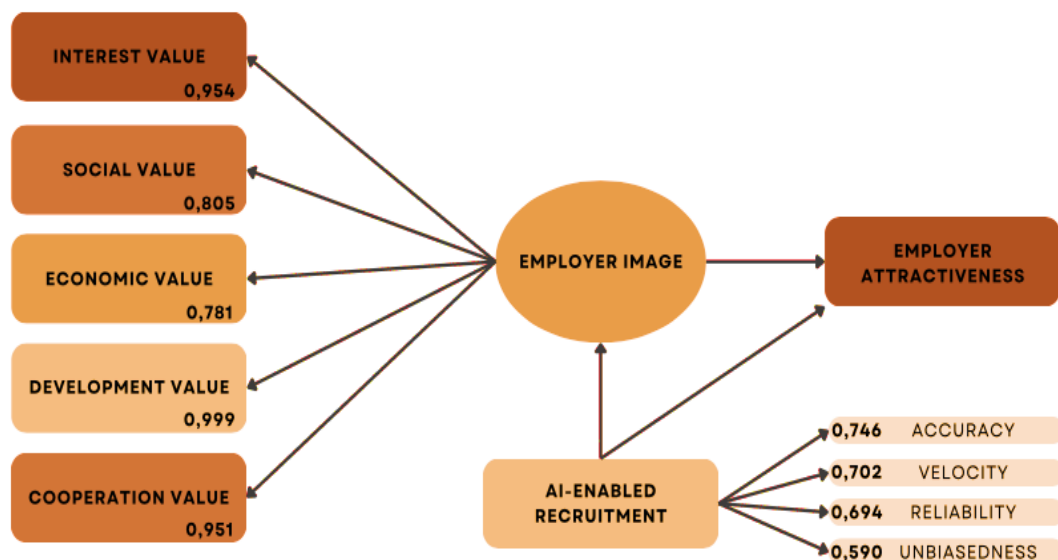 INTEREST VALUE
0,954
SOCIAL VALUE
0,805
ECONOMIC VALUE
0,781
DEVELOPMENT VALUE
0,999
COOPERATION VALUE
0,951
EMPLOYER IMAGE
EMPLOYER
ATTRACTIVENESS
AI-ENABLED
RECRUITMENT
0,746 ACCURACY
0,702 VELOCITY
0,694 RELIABILITY
0,590 UNBIASEDNESS